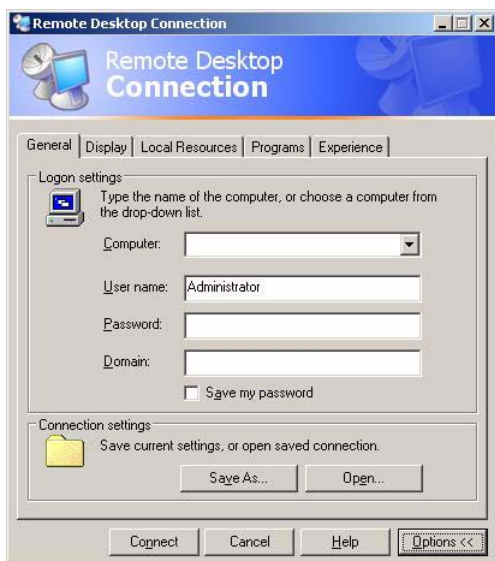 Remote Desktop Connection
Remote Desktop
Connection
General Display Local Resources Programs Experience
Logon settings
Type the name of the computer, or choose a computer from
the drop-down list.
Computer:
User name: Administrator
Password:
Domain:
Save my password
Connection settings
Save current settings, or open saved connection.
Save As... Open...
Connect Cancel Help Options <<